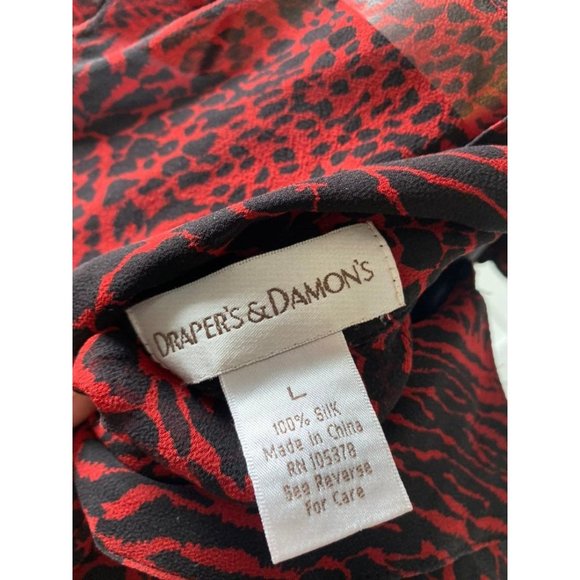 DRAPER'S & DAMON'S
L
100% Silk
Made in China
RN 105378
See Reverse
For Care